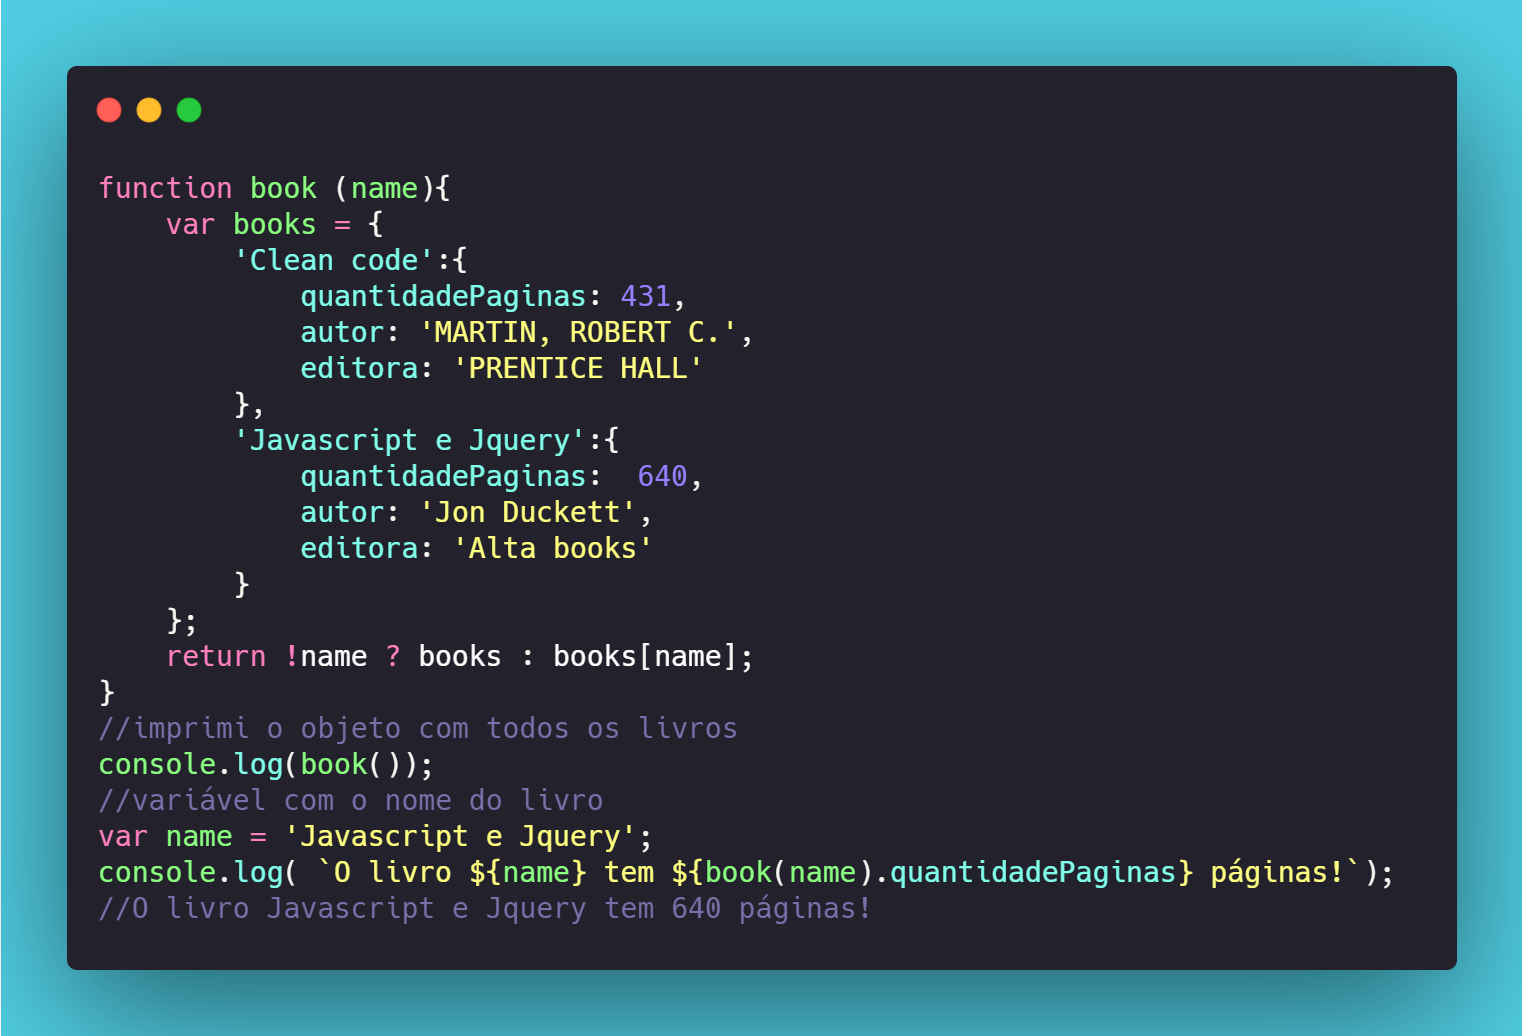 function book (name){
    var books = {
        'Clean code':{
            quantidadePaginas: 431,
            autor: 'MARTIN, ROBERT C.',
            editora: 'PRENTICE HALL'
        },
        'Javascript e Jquery':{
            quantidadePaginas:  640,
            autor: 'Jon Duckett',
            editora: 'Alta books'
        }
    };
    return !name ? books : books[name];
}
//imprimi o objeto com todos os livros
console.log(book());
//variável com o nome do livro
var name = 'Javascript e Jquery';
console.log( `O livro ${name} tem ${book(name).quantidadePaginas} páginas!`);
//O livro Javascript e Jquery tem 640 páginas!